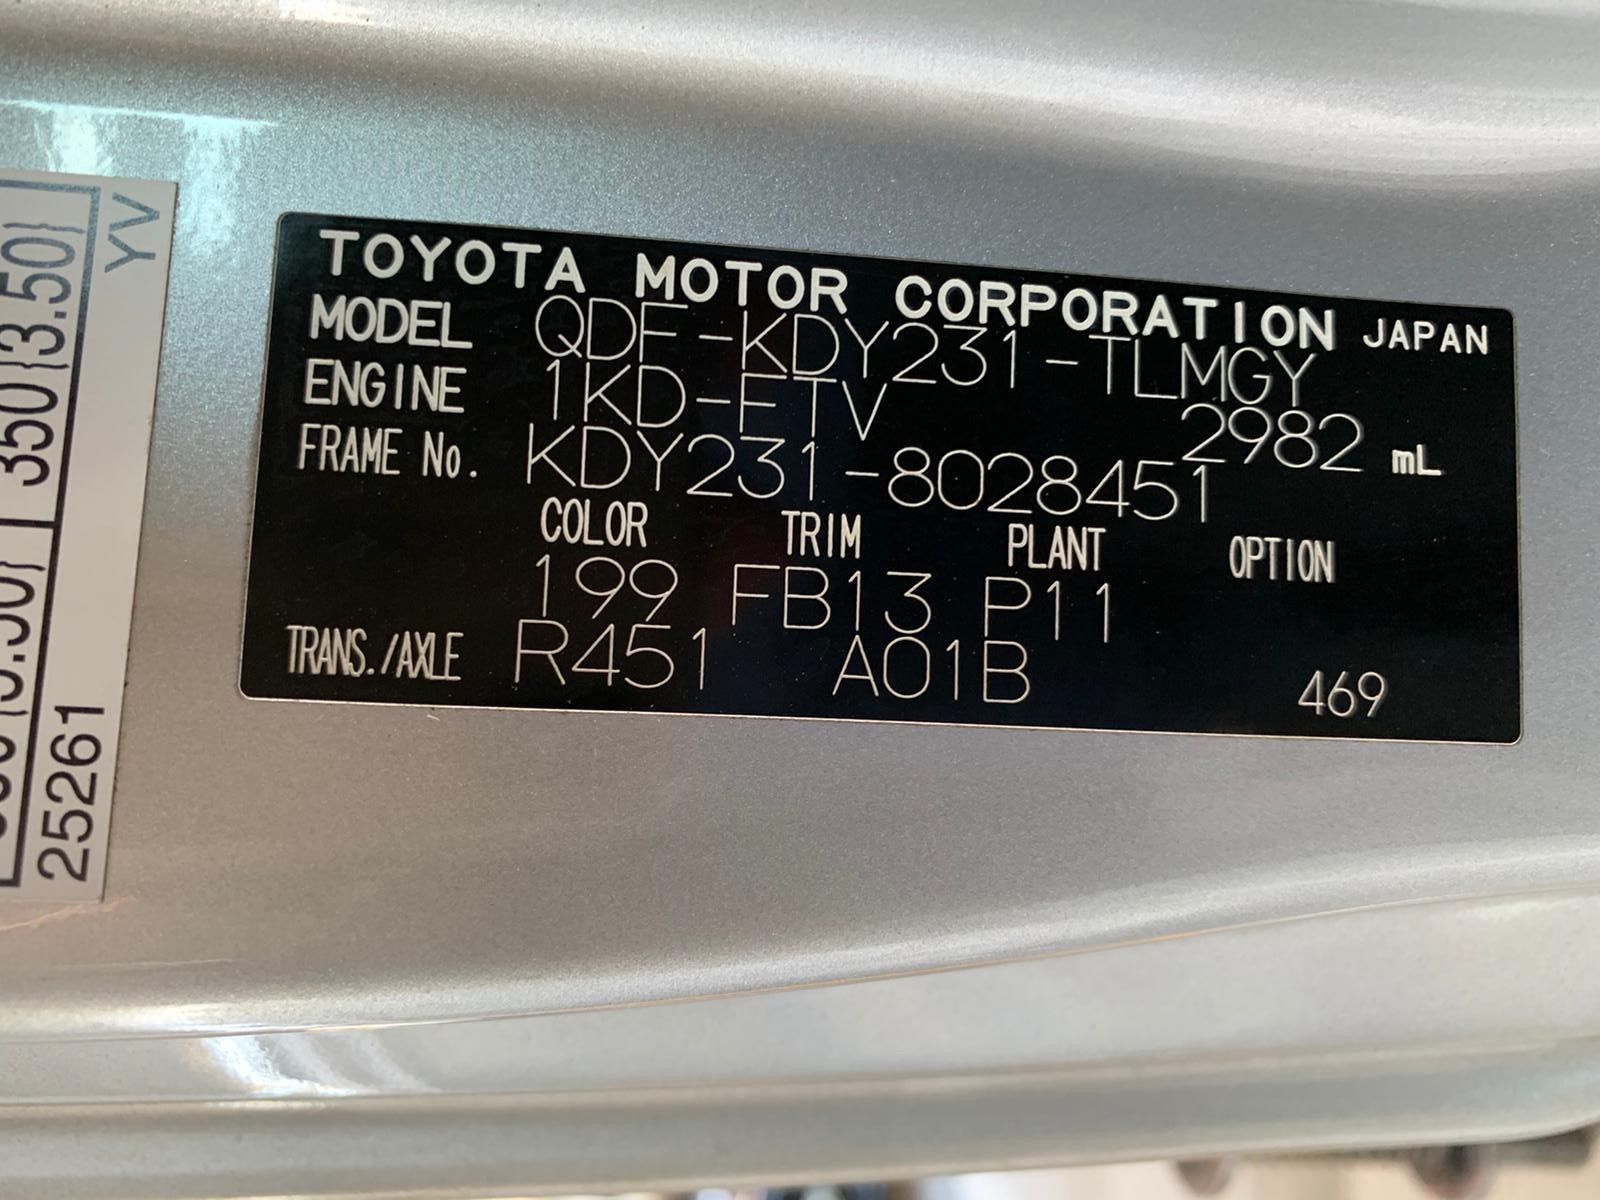 TOYOTA MOTOR CORPORATION JAPAN
MODEL QDF-KDY231-TLMGY
ENGINE 1KD-FTV 2982 mL
FRAME No. KDY231-8028451
COLOR TRIM PLANT OPTION
199 FB13 P11
TRANS./AXLE R451 A01B 469
350 {3.50}
YV
25261